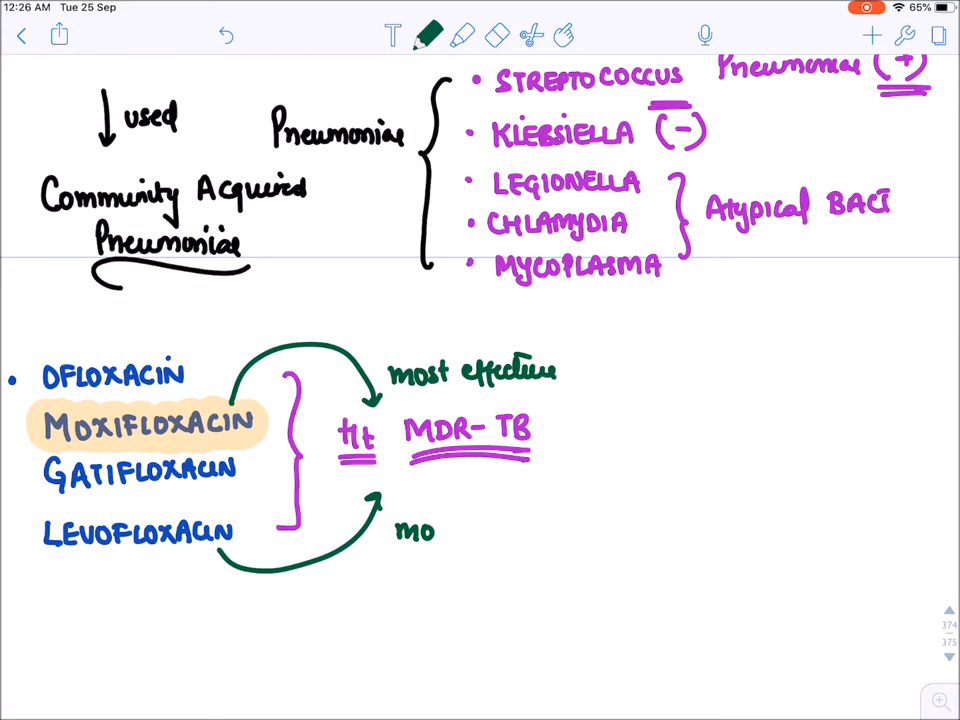 12:26 AM Tue 25 Sep
65%
T
STREPTOCOCCUS Pneumoniae (+)
↓ used
Pneumoniae
KLEBSIELLA (-)
Community Acquired
Pneumoniae
LEGIONELLA
CHLAMYDIA
MYCOPLASMA
Atypical BACT
OFLOXACIN
most effective
MOXIFLOXACIN
MDR-TB
GATIFLOXACIN
LEVOFLOXACIN
mo
374
375